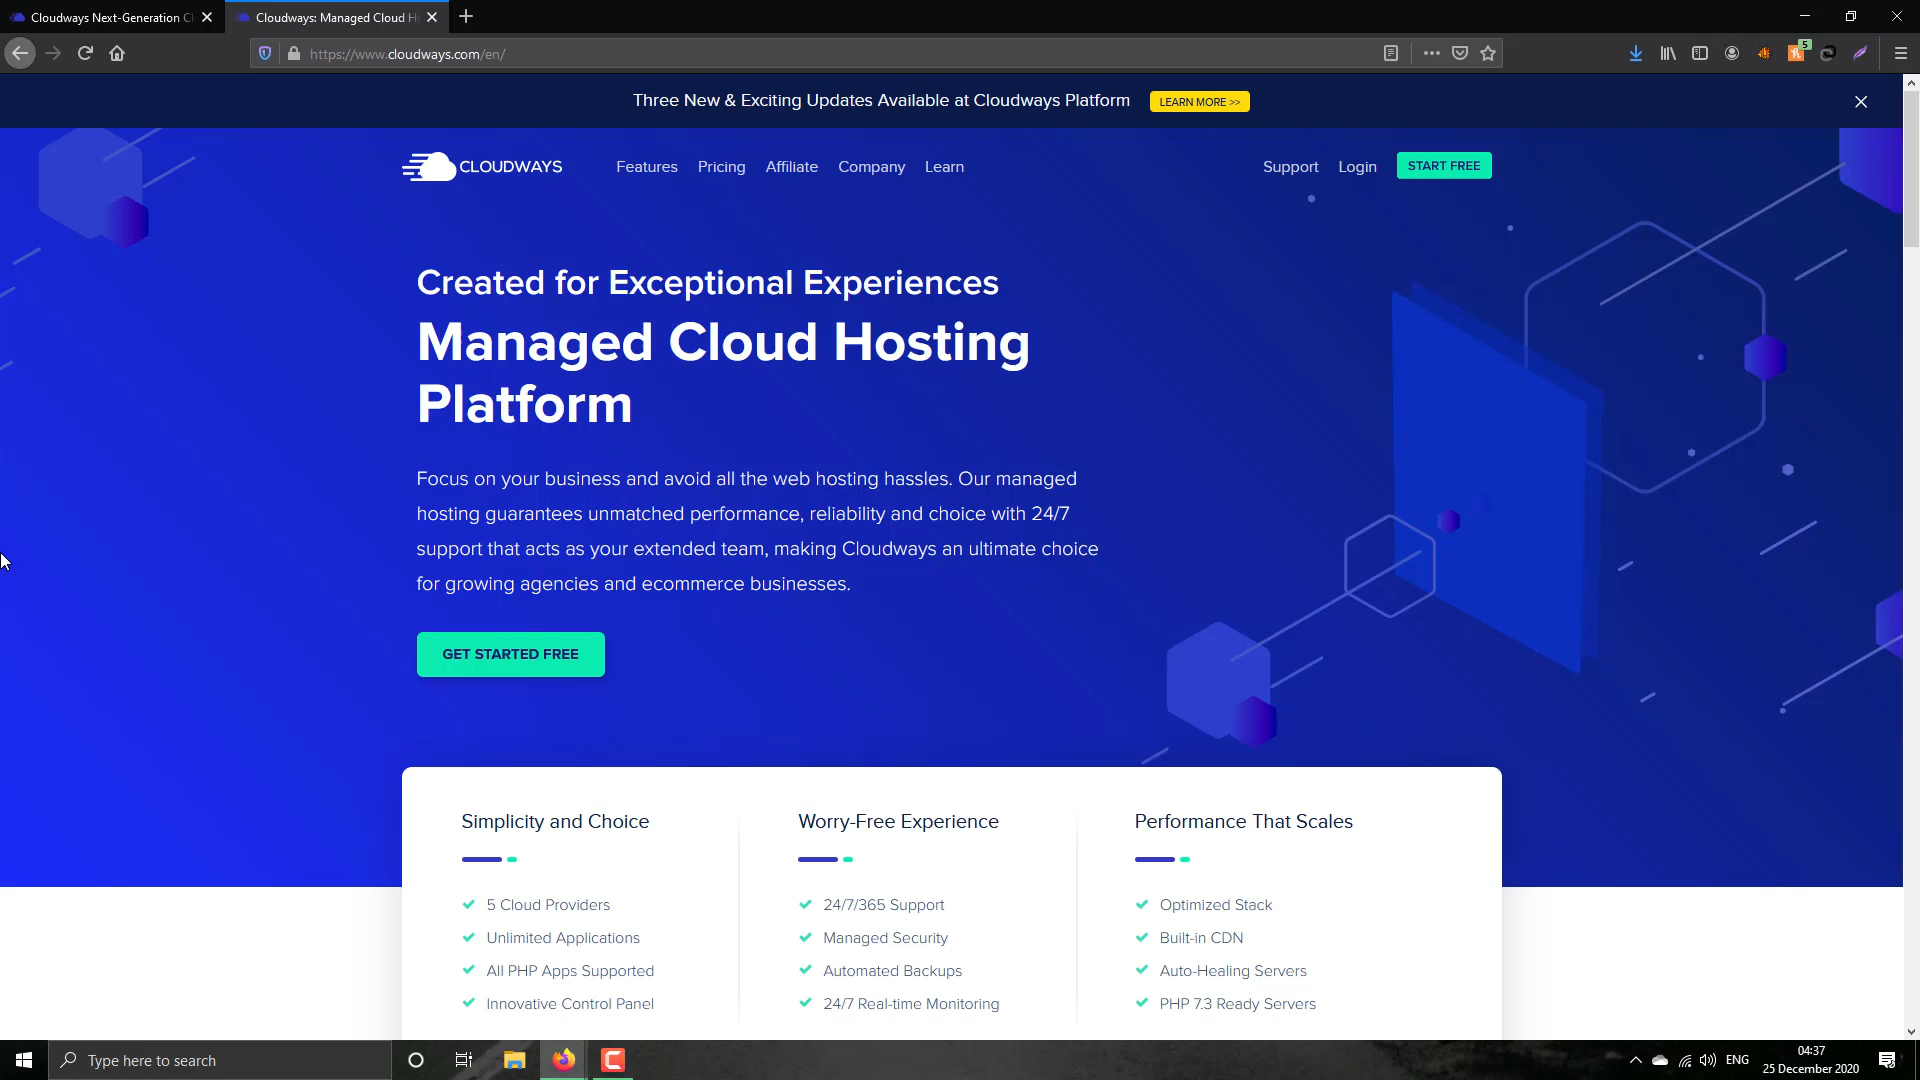 Cloudways Next-Generation Cl
Cloudways: Managed Cloud H
https://www.cloudways.com/en/
5
Three New & Exciting Updates Available at Cloudways Platform
LEARN MORE >>
CLOUDWAYS
Features
Pricing
Affiliate
Company
Learn
Support
Login
START FREE
Created for Exceptional Experiences
Managed Cloud Hosting
Platform
Focus on your business and avoid all the web hosting hassles. Our managed
hosting guarantees unmatched performance, reliability and choice with 24/7
support that acts as your extended team, making Cloudways an ultimate choice
for growing agencies and ecommerce businesses.
GET STARTED FREE
Simplicity and Choice
5 Cloud Providers
Unlimited Applications
All PHP Apps Supported
Innovative Control Panel
Worry-Free Experience
24/7/365 Support
Managed Security
Automated Backups
24/7 Real-time Monitoring
Performance That Scales
Optimized Stack
Built-in CDN
Auto-Healing Servers
PHP 7.3 Ready Servers
Type here to search
ENG
04:37
25 December 2020